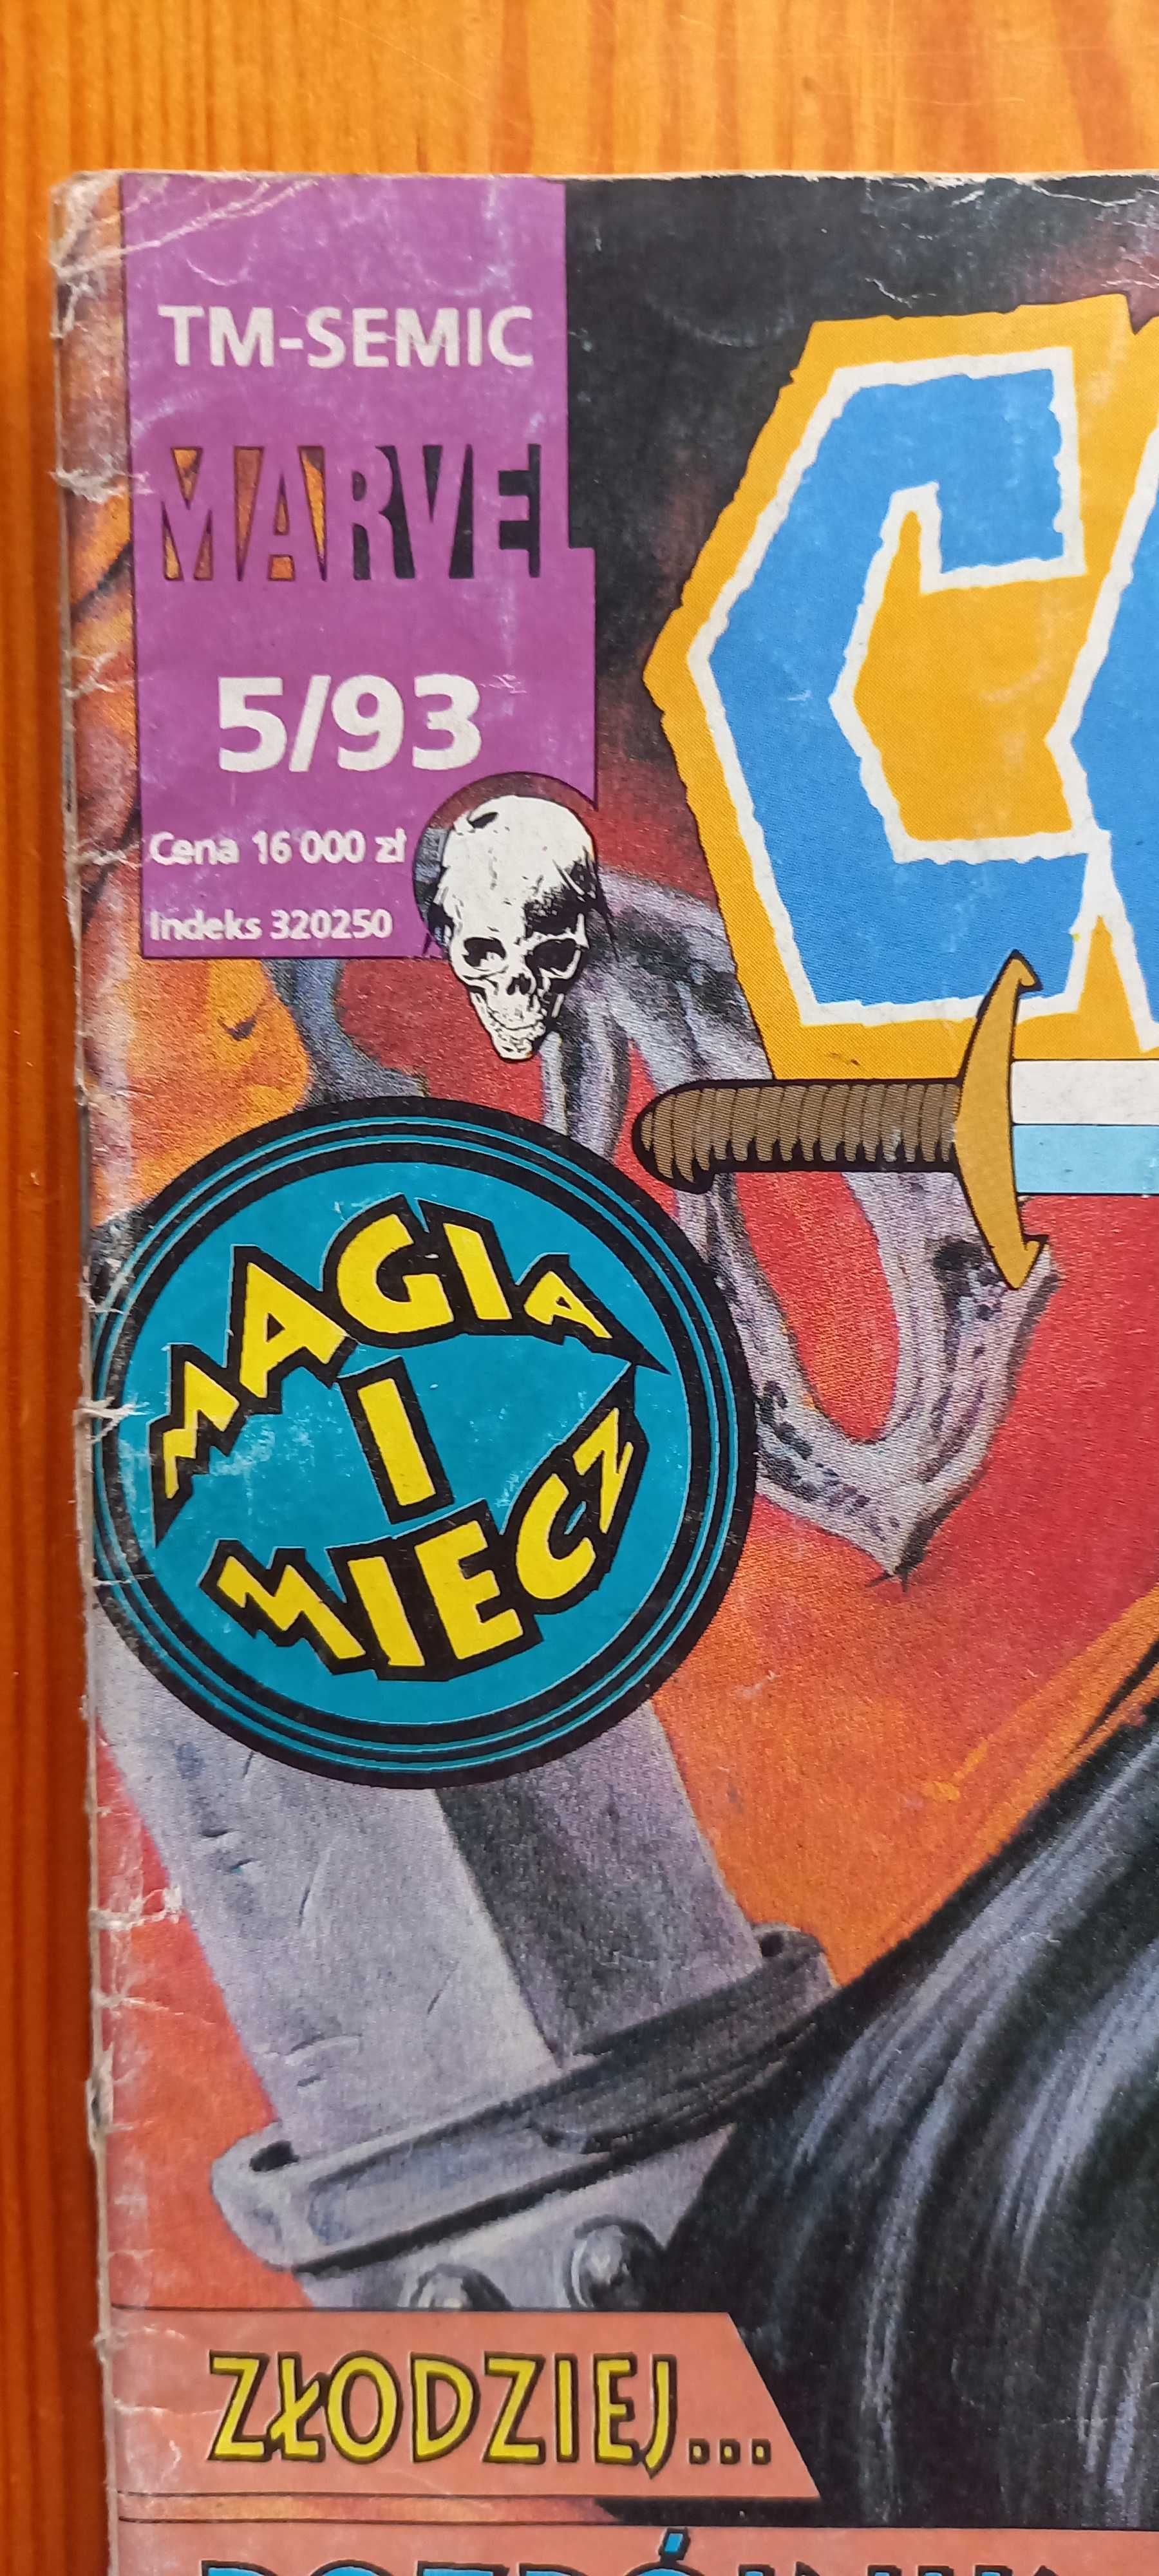 TM-SEMIC
MARVEL
5/93
Cena 16 000 zł
Indeks 320250
C
MAGIA
I
MIECZ
ZŁODZIEJ...